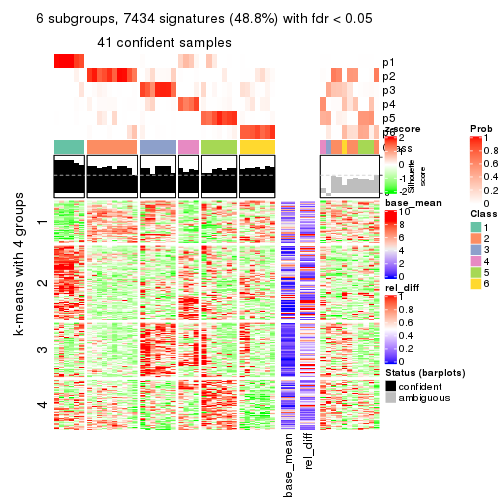 6 subgroups, 7434 signatures (48.8%) with fdr < 0.05
41 confident samples
p1
p2
p3
p4
p5
z-score
2
1
0
-2
Silhouette
score
Prob
1
0.8
0.6
0.4
0.2
0
base_mean
10
8
6
4
2
0
Class
1
2
3
4
5
6
rel_diff
1
0.8
0.6
0.4
0.2
0
Status (barplots)
confident
ambiguous
k-means with 4 groups
1
2
3
4
base_mean
rel_diff